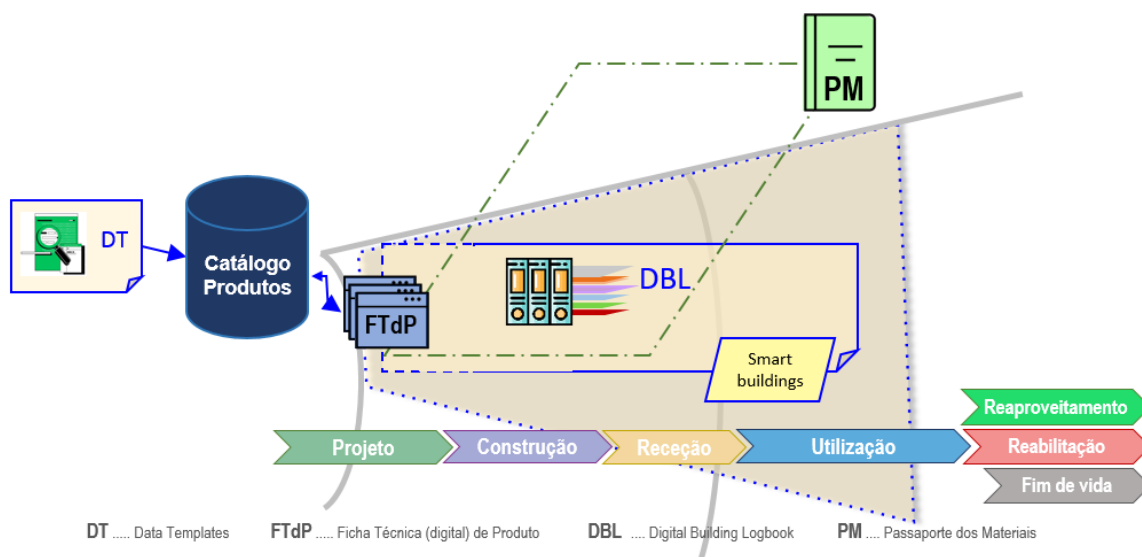 PM
DT
Catálogo
Produtos
DBL
FTdP
Smart
buildings
Projeto
Construção
Receção
Utilização
Reaproveitamento
Reabilitação
Fim de vida
DT ..... Data Templates
FTdP ..... Ficha Técnica (digital) de Produto
DBL .... Digital Building Logbook
PM .... Passaporte dos Materiais